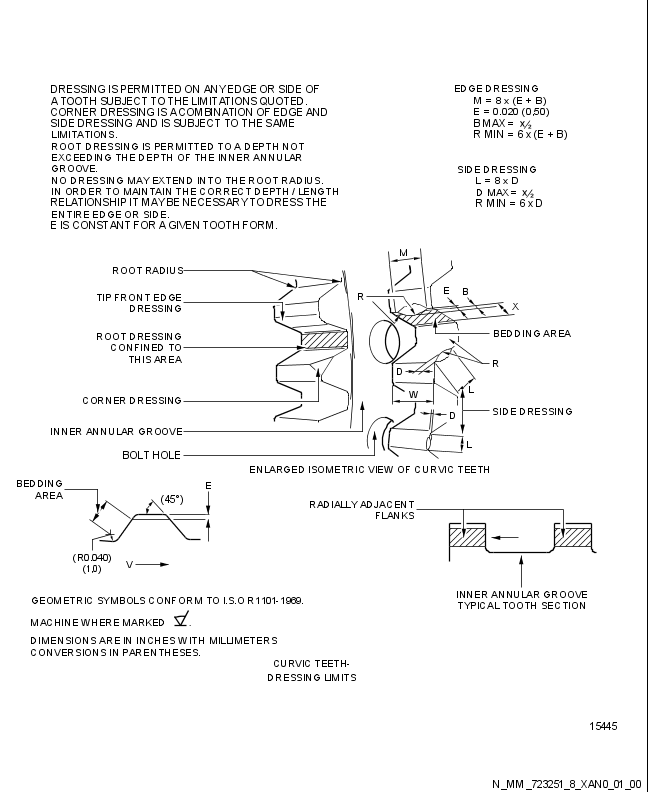 DRESSING IS PERMITTED ON ANY EDGE OR SIDE OF
A TOOTH SUBJECT TO THE LIMITATIONS QUOTED.
CORNER DRESSING IS A COMBINATION OF EDGE AND
SIDE DRESSING AND IS SUBJECT TO THE SAME
LIMITATIONS.
ROOT DRESSING IS PERMITTED TO A DEPTH NOT
EXCEEDING THE DEPTH OF THE INNER ANNULAR
GROOVE.
NO DRESSING MAY EXTEND INTO THE ROOT RADIUS.
IN ORDER TO MAINTAIN THE CORRECT DEPTH / LENGTH
RELATIONSHIP IT MAY BE NECESSARY TO DRESS THE
ENTIRE EDGE OR SIDE.
E IS CONSTANT FOR A GIVEN TOOTH FORM.
EDGE DRESSING
M = 8 x (E + B)
E = 0.020 (0,50)
B MAX = x/2
R MIN = 6 x (E + B)
SIDE DRESSING
L = 8 x D
D MAX = x/2
R MIN = 6 x D
ROOT RADIUS
TIP FRONT EDGE
DRESSING
ROOT DRESSING
CONFINED TO
THIS AREA
CORNER DRESSING
INNER ANNULAR GROOVE
BOLT HOLE
L
M
R
E
B
X
BEDDING AREA
R
D
L
W
D
SIDE DRESSING
L
ENLARGED ISOMETRIC VIEW OF CURVIC TEETH
BEDDING
AREA
(45°)
E
(R0.040)
(1,0)
V
RADIALLY ADJACENT
FLANKS
INNER ANNULAR GROOVE
TYPICAL TOOTH SECTION
GEOMETRIC SYMBOLS CONFORM TO I.S.O R1101-1969.
MACHINE WHERE MARKED .
DIMENSIONS ARE IN INCHES WITH MILLIMETERS
CONVERSIONS IN PARENTHESES.
CURVIC TEETH-
DRESSING LIMITS
15445
N_MM_723251_8_XAN0_01_00